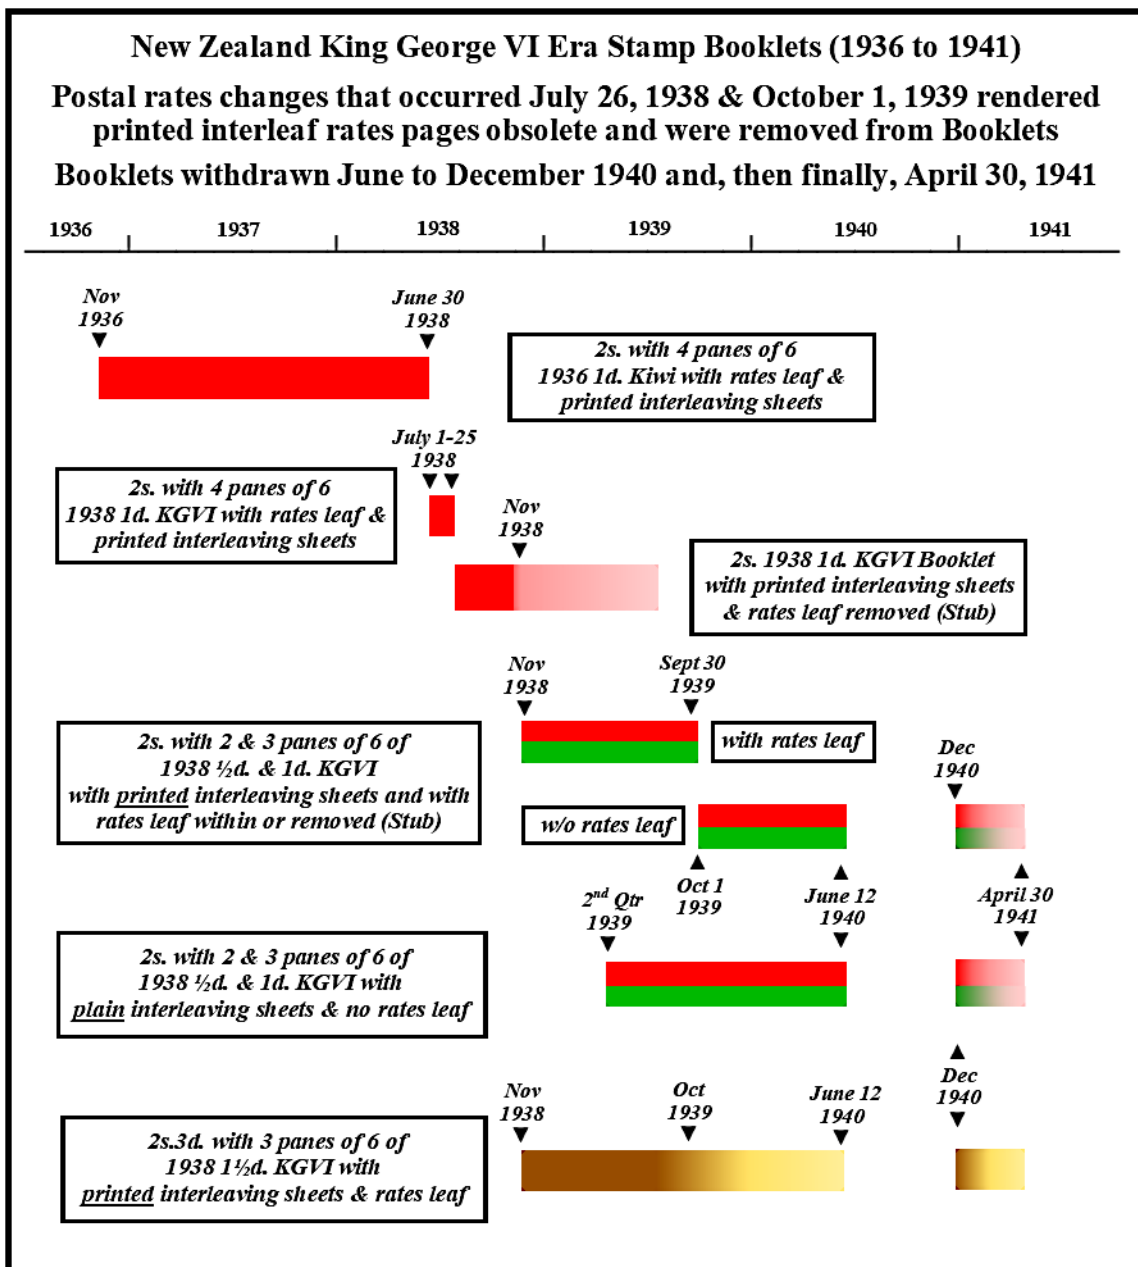 New Zealand King George VI Era Stamp Booklets (1936 to 1941)
Postal rates changes that occurred July 26, 1938 & October 1, 1939 rendered
printed interleaf rates pages obsolete and were removed from Booklets
Booklets withdrawn June to December 1940 and, then finally, April 30, 1941
1936 1937 1938 1939 1940 1941
Nov
1936
June 30
1938
2s. with 4 panes of 6
1936 1d. Kiwi with rates leaf &
printed interleaving sheets
July 1-25
1938
2s. with 4 panes of 6
1938 1d. KGVI with rates leaf &
printed interleaving sheets
Nov
1938
2s. 1938 1d. KGVI Booklet
with printed interleaving sheets
& rates leaf removed (Stub)
Nov
1938
Sept 30
1939
2s. with 2 & 3 panes of 6 of
1938 ½d. & 1d. KGVI
with printed interleaving sheets and with
rates leaf within or removed (Stub)
with rates leaf
Dec
1940
w/o rates leaf
Oct 1
1939
June 12
1940
April 30
1941
2nd Qtr
1939
2s. with 2 & 3 panes of 6 of
1938 ½d. & 1d. KGVI with
plain interleaving sheets & no rates leaf
Dec
1940
Nov
1938
Oct
1939
June 12
1940
2s.3d. with 3 panes of 6 of
1938 1½d. KGVI with
printed interleaving sheets & rates leaf